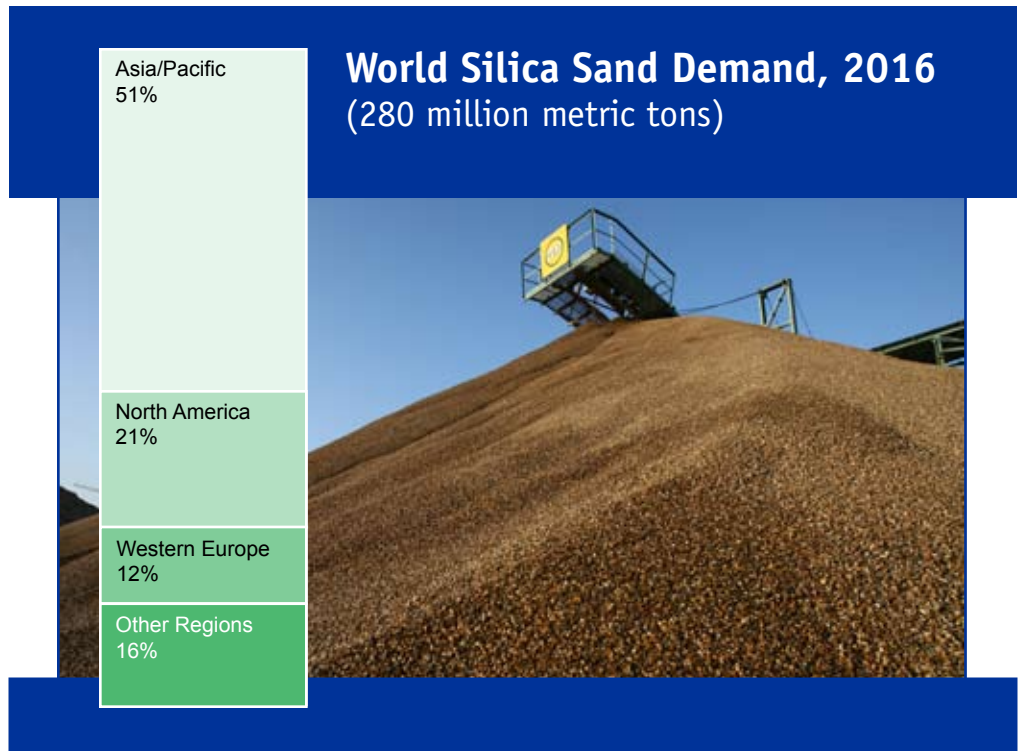 World Silica Sand Demand, 2016
(280 million metric tons)
Asia/Pacific
51%
North America
21%
Western Europe
12%
Other Regions
16%